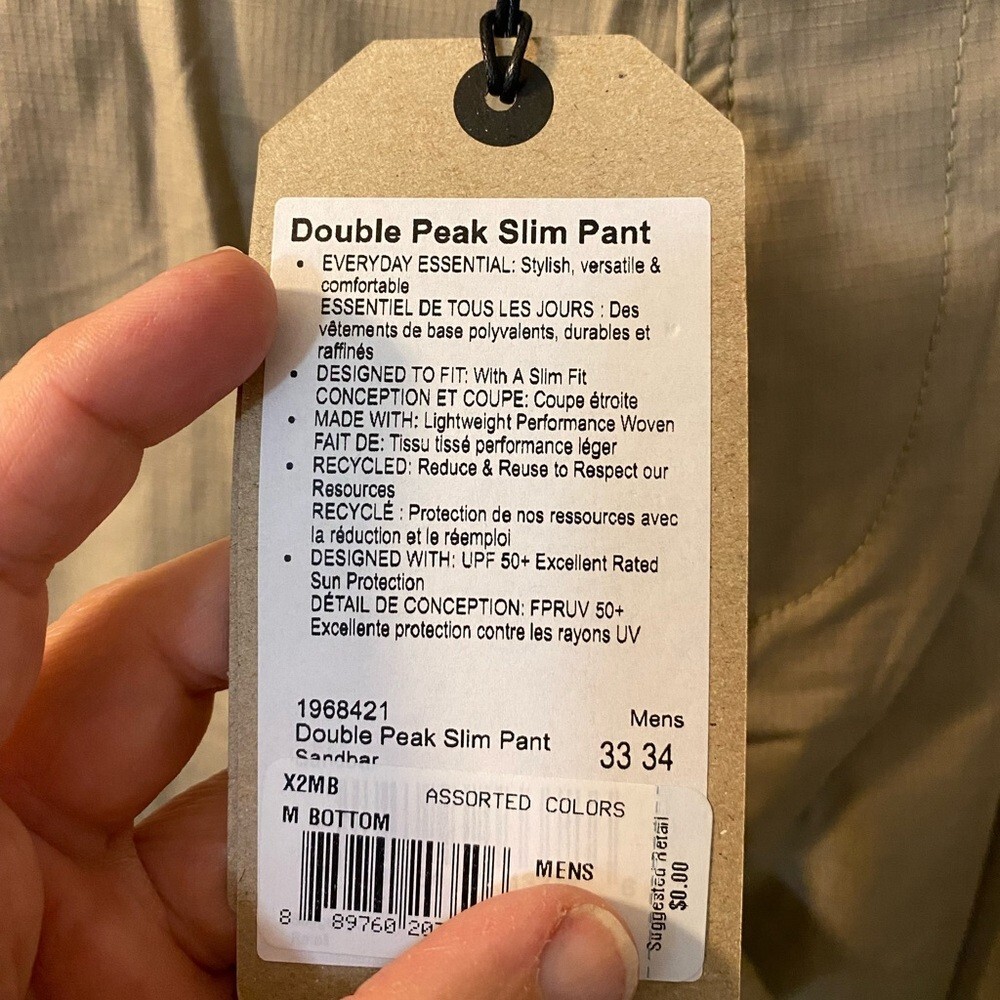 Double Peak Slim Pant
• EVERYDAY ESSENTIAL: Stylish, versatile &
comfortable
ESSENTIEL DE TOUS LES JOURS : Des
vêtements de base polyvalents, durables et
raffinés
• DESIGNED TO FIT: With A Slim Fit
CONCEPTION ET COUPE: Coupe étroite
• MADE WITH: Lightweight Performance Woven
FAIT DE: Tissu tissé performance léger
• RECYCLED: Reduce & Reuse to Respect our
Resources
RECYCLÉ : Protection de nos ressources avec
la réduction et le réemploi
• DESIGNED WITH: UPF 50+ Excellent Rated
Sun Protection
DÉTAIL DE CONCEPTION: FPRUV 50+
Excellente protection contre les rayons UV
1968421
Mens
Double Peak Slim Pant
33 34
Sandbar
X2MB
ASSORTED COLORS
M BOTTOM
MENS
8 89760 20
Suggested Retail
$0.00